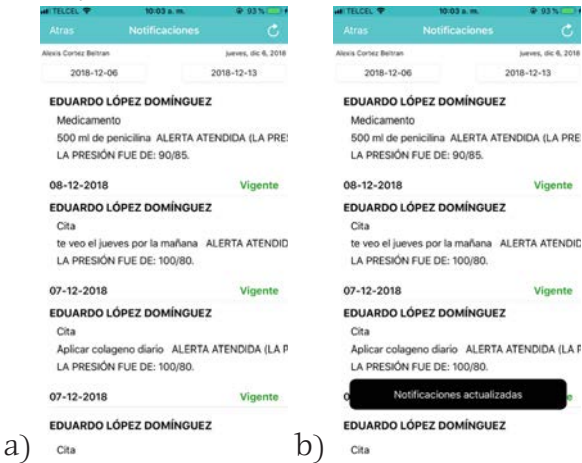 TELCEL 10:03 a. m. 93 %
Atras Notificaciones
Alexis Cortez Beltran jueves, dic 6, 2018
2018-12-06 2018-12-13
EDUARDO LÓPEZ DOMÍNGUEZ
Medicamento
500 ml de penicilina ALERTA ATENDIDA (LA PRE
LA PRESIÓN FUE DE: 90/85.
08-12-2018 Vigente
EDUARDO LÓPEZ DOMÍNGUEZ
Cita
te veo el jueves por la mañana ALERTA ATENDID
LA PRESIÓN FUE DE: 100/80.
07-12-2018 Vigente
EDUARDO LÓPEZ DOMÍNGUEZ
Cita
Aplicar colageno diario ALERTA ATENDIDA (LA P
LA PRESIÓN FUE DE: 100/80.
07-12-2018 Vigente
EDUARDO LÓPEZ DOMÍNGUEZ
Cita
a)
TELCEL 10:03 a. m. 93 %
Atras Notificaciones
Alexis Cortez Beltran jueves, dic 6, 2018
2018-12-06 2018-12-13
EDUARDO LÓPEZ DOMÍNGUEZ
Medicamento
500 ml de penicilina ALERTA ATENDIDA (LA PRE
LA PRESIÓN FUE DE: 90/85.
08-12-2018 Vigente
EDUARDO LÓPEZ DOMÍNGUEZ
Cita
te veo el jueves por la mañana ALERTA ATENDID
LA PRESIÓN FUE DE: 100/80.
07-12-2018 Vigente
EDUARDO LÓPEZ DOMÍNGUEZ
Cita
Aplicar colageno diario ALERTA ATENDIDA (LA P
LA PRESIÓN FUE DE: 100/80.
Notificaciones actualizadas
EDUARDO LÓPEZ DOMÍNGUEZ
Cita
b)